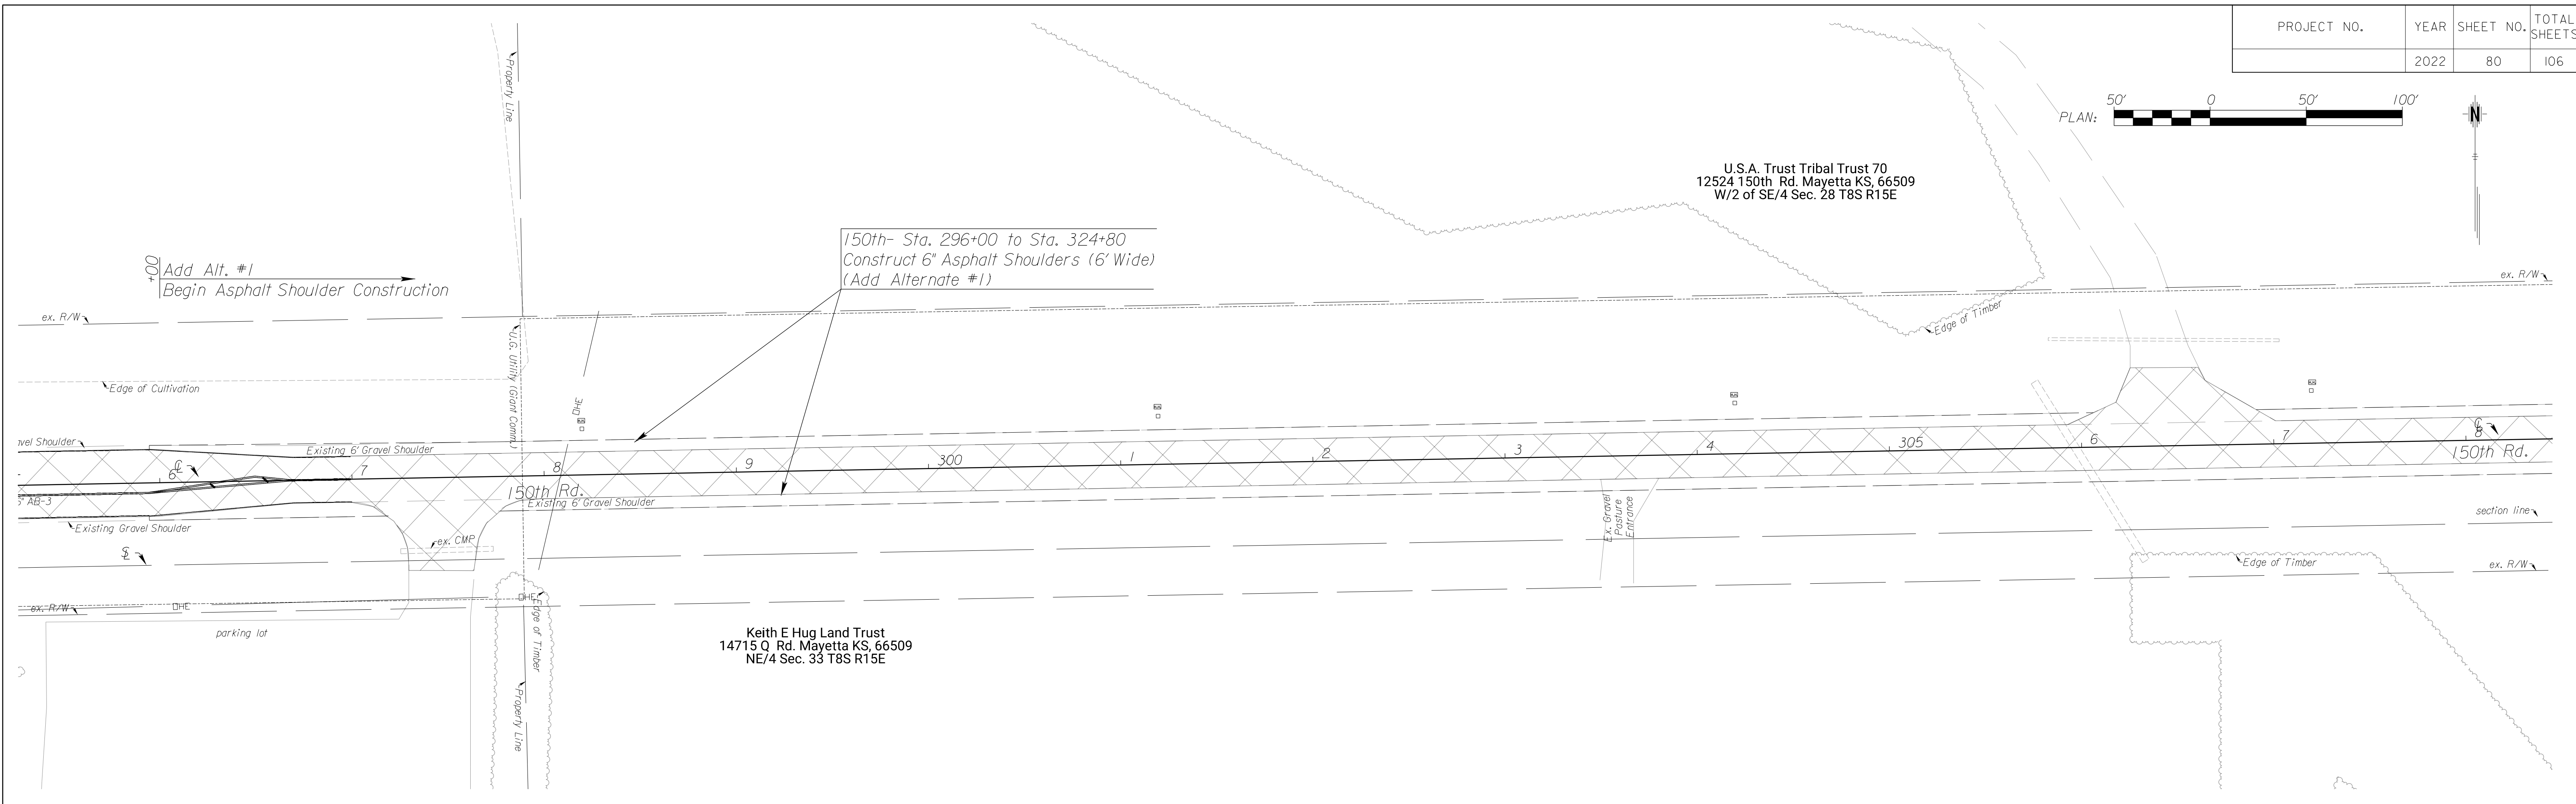 PROJECT NO.
YEAR
SHEET NO.
TOTAL
SHEETS
2022
80
106
50'
0
50'
100'
PLAN:
N
Property Line
U.S.A. Trust Tribal Trust 70
12524 150th Rd. Mayetta KS, 66509
W/2 of SE/4 Sec. 28 T8S R15E
150th- Sta. 296+00 to Sta. 324+80
Construct 6" Asphalt Shoulders (6' Wide)
(Add Alternate #1)
+00
Add Alt. #1
Begin Asphalt Shoulder Construction
ex. R/W
ex. R/W
Edge of Timber
U.G. Utility (Giant Comm.)
Edge of Cultivation
OHE
avel Shoulder
Existing 6' Gravel Shoulder
6
7
8
9
300
1
2
3
4
305
6
7
8
150th Rd.
150th Rd.
5" AB-3
Existing 6' Gravel Shoulder
Existing Gravel Shoulder
Ex. Gravel
Pasture
Entrance
section line
ex. CMP
Edge of Timber
ex. R/W
ex. R/W
OHE
OHE
Edge of Timber
parking lot
Keith E Hug Land Trust
14715 Q Rd. Mayetta KS, 66509
NE/4 Sec. 33 T8S R15E
Property Line